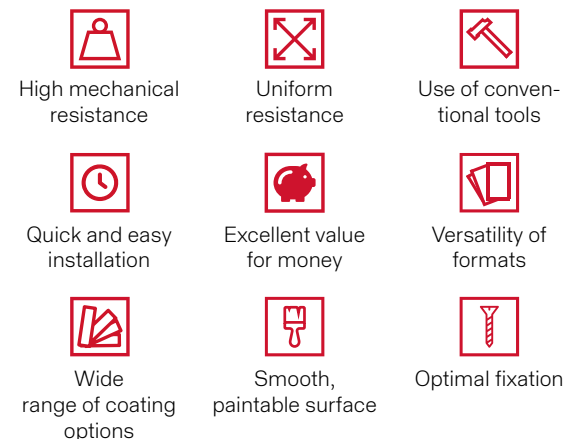 High mechanical
resistance
Uniform
resistance
Use of conven-
tional tools
Quick and easy
installation
Excellent value
for money
Versatility of
formats
Wide
range of coating
options
Smooth,
paintable surface
Optimal fixation